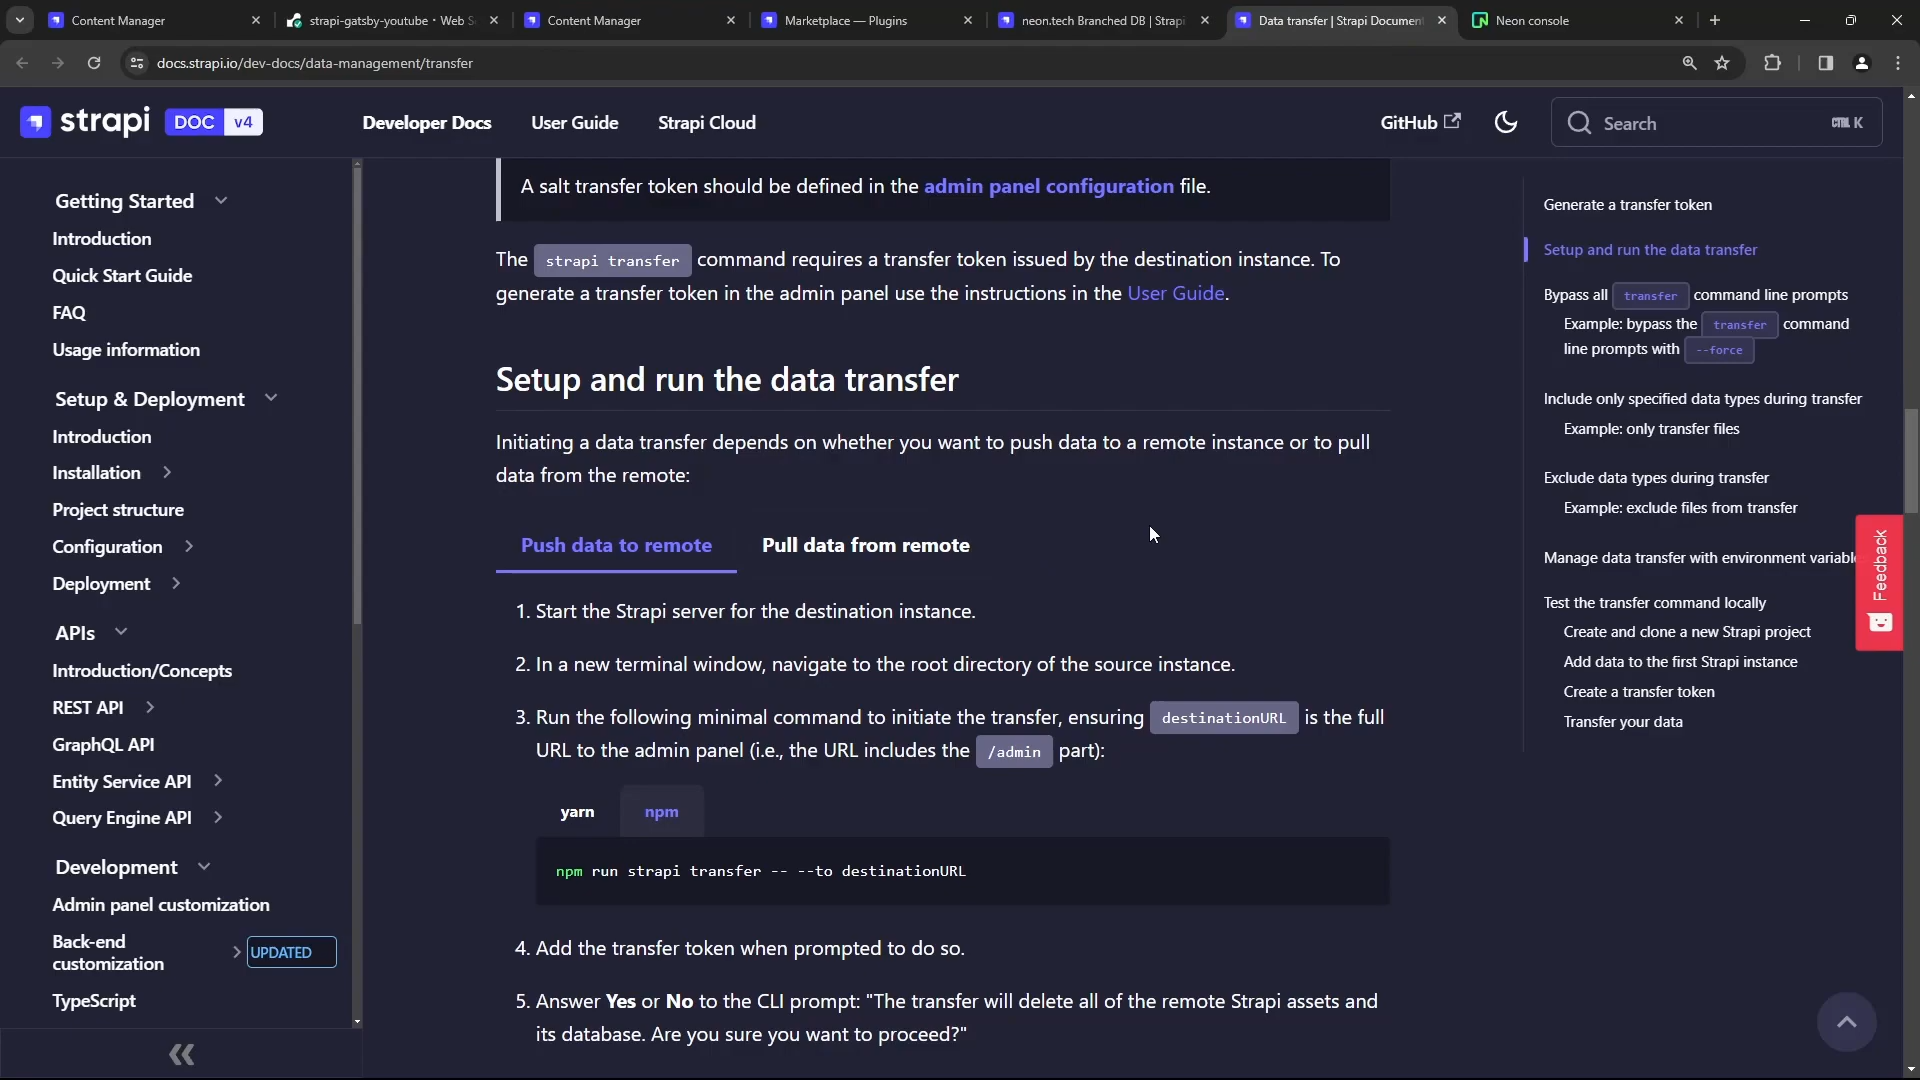 Content Manager
strapi-gatsby-youtube • Web S
Content Manager
Marketplace — Plugins
neon.tech Branched DB | Strapi
Data transfer | Strapi Document
Neon console
docs.strapi.io/dev-docs/data-management/transfer
strapi DOC v4
Developer Docs
User Guide
Strapi Cloud
GitHub
Search
CTRL K
Getting Started
Introduction
Quick Start Guide
FAQ
Usage information
Setup & Deployment
Introduction
Installation
Project structure
Configuration
Deployment
APIs
Introduction/Concepts
REST API
GraphQL API
Entity Service API
Query Engine API
Development
Admin panel customization
Back-end
customization
UPDATED
TypeScript
A salt transfer token should be defined in the admin panel configuration file.
The strapi transfer command requires a transfer token issued by the destination instance. To
generate a transfer token in the admin panel use the instructions in the User Guide.
Setup and run the data transfer
Initiating a data transfer depends on whether you want to push data to a remote instance or to pull
data from the remote:
Push data to remote
Pull data from remote
1. Start the Strapi server for the destination instance.
2. In a new terminal window, navigate to the root directory of the source instance.
3. Run the following minimal command to initiate the transfer, ensuring destinationURL is the full
URL to the admin panel (i.e., the URL includes the /admin part):
yarn
npm
npm run strapi transfer -- --to destinationURL
4. Add the transfer token when prompted to do so.
5. Answer Yes or No to the CLI prompt: "The transfer will delete all of the remote Strapi assets and
its database. Are you sure you want to proceed?"
Generate a transfer token
Setup and run the data transfer
Bypass all transfer command line prompts
Example: bypass the transfer command
line prompts with --force
Include only specified data types during transfer
Example: only transfer files
Exclude data types during transfer
Example: exclude files from transfer
Manage data transfer with environment variabl
Test the transfer command locally
Create and clone a new Strapi project
Add data to the first Strapi instance
Create a transfer token
Transfer your data
Feedback